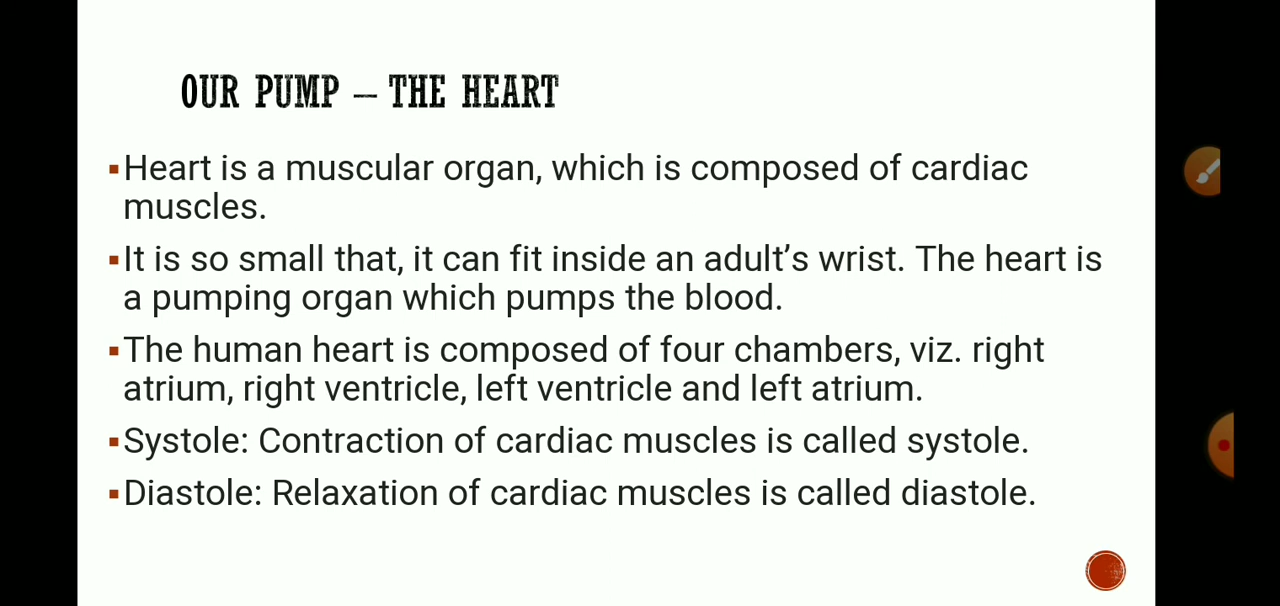 OUR PUMP – THE HEART
▪Heart is a muscular organ, which is composed of cardiac
muscles.
▪It is so small that, it can fit inside an adult’s wrist. The heart is
a pumping organ which pumps the blood.
▪The human heart is composed of four chambers, viz. right
atrium, right ventricle, left ventricle and left atrium.
▪Systole: Contraction of cardiac muscles is called systole.
▪Diastole: Relaxation of cardiac muscles is called diastole.